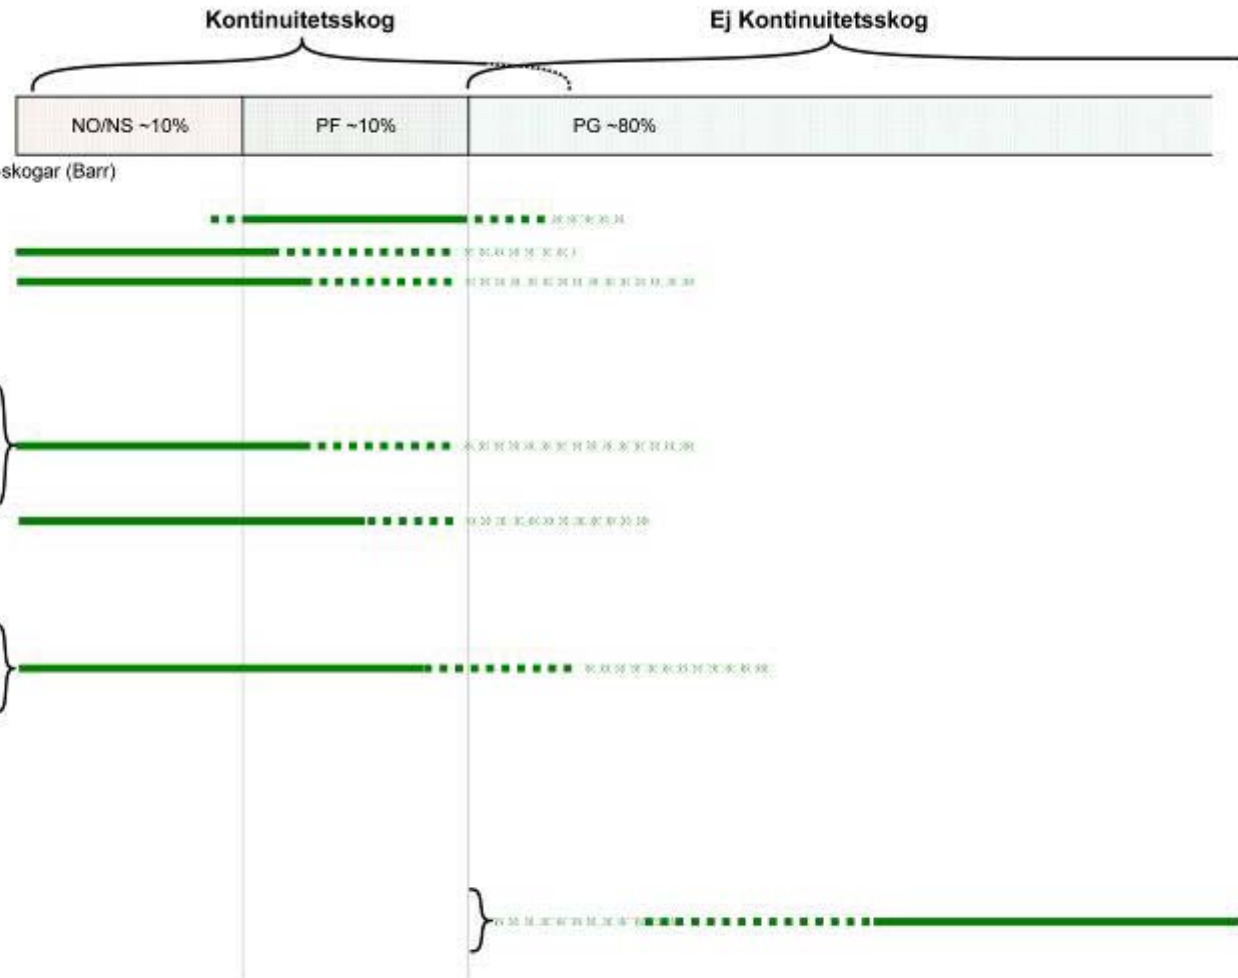 Kontinuitetsskog Ej Kontinuitetsskog
NO/NS ~10% PF ~10% PG ~80%
skogar (Barr)